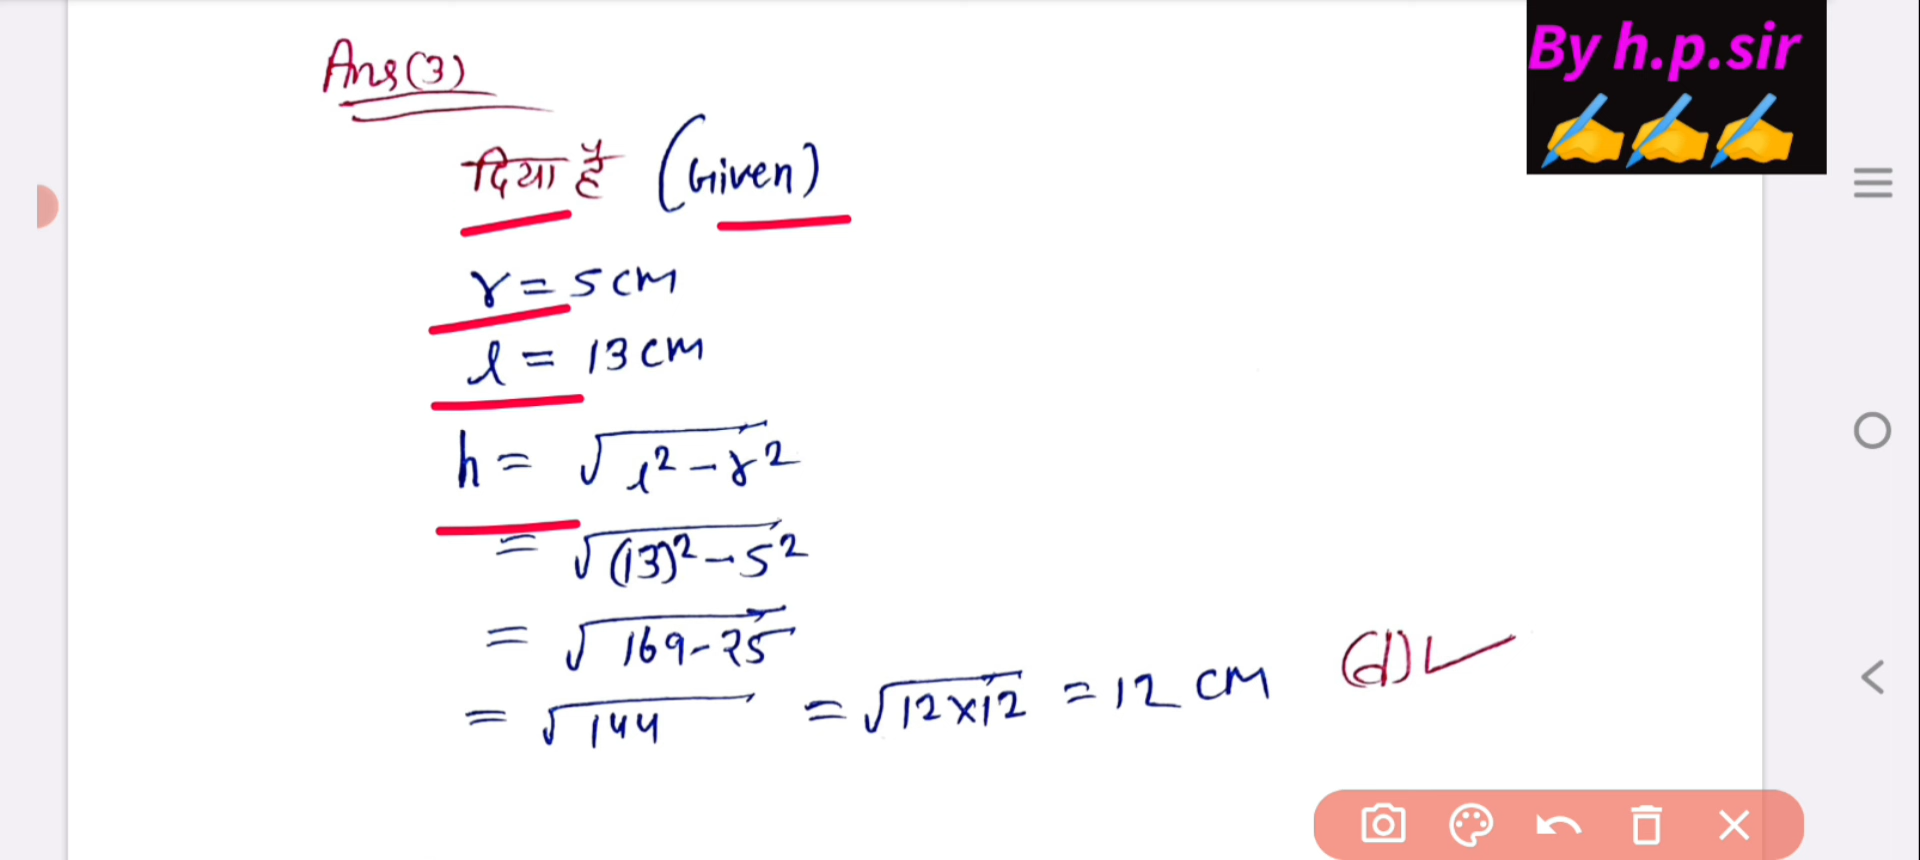 Ans(3)
By h.p.sir
दिया है (Given)
r = 5 cm
l = 13 cm
h = √l² - r²
= √(13)² - 5²
= √169-25
= √144 = √12×12 = 12 cm (d) ✓